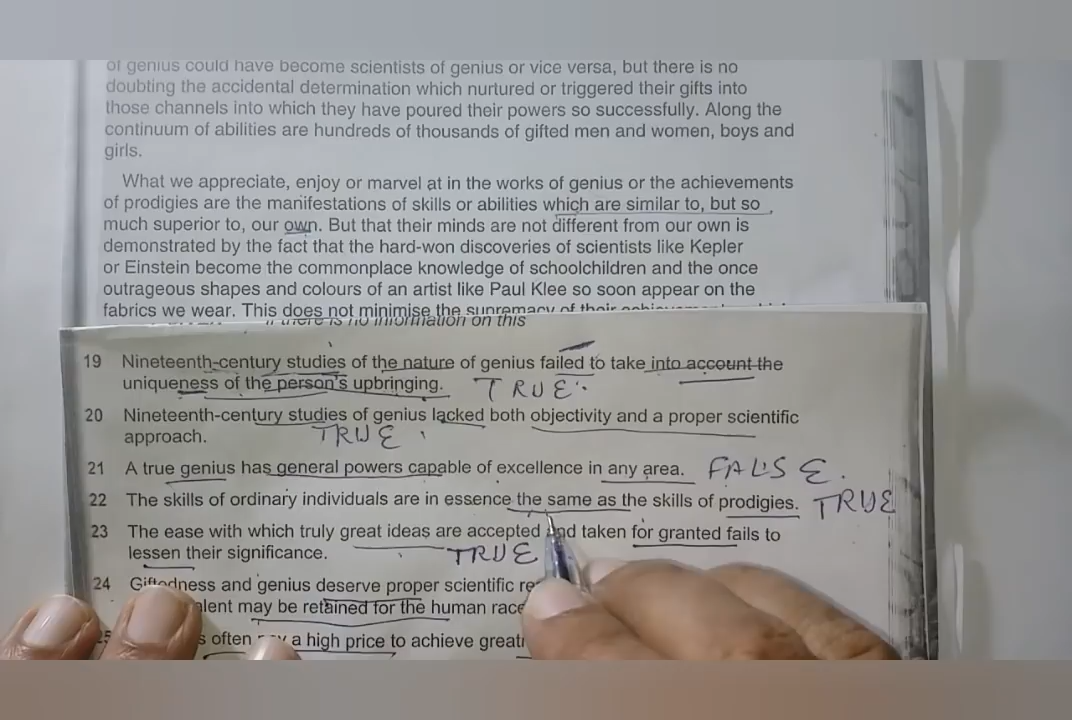 of genius could have become scientists of genius or vice versa, but there is no
doubting the accidental determination which nurtured or triggered their gifts into
those channels into which they have poured their powers so successfully. Along the
continuum of abilities are hundreds of thousands of gifted men and women, boys and
girls.
What we appreciate, enjoy or marvel at in the works of genius or the achievements
of prodigies are the manifestations of skills or abilities which are similar to, but so
much superior to, our own. But that their minds are not different from our own is
demonstrated by the fact that the hard-won discoveries of scientists like Kepler
or Einstein become the commonplace knowledge of schoolchildren and the once
outrageous shapes and colours of an artist like Paul Klee so soon appear on the
fabrics we wear. This does not minimise the supremacy of their
if there is no information on this
19 Nineteenth-century studies of the nature of genius failed to take into account the
uniqueness of the person's upbringing. TRUE
20 Nineteenth-century studies of genius lacked both objectivity and a proper scientific
approach. TRUE
21 A true genius has general powers capable of excellence in any area. FALSE.
22 The skills of ordinary individuals are in essence the same as the skills of prodigies. TRUE
23 The ease with which truly great ideas are accepted and taken for granted fails to
lessen their significance. TRUE
24 Giftedness and genius deserve proper scientific
may be retained for the human race
25 often a high price to achieve